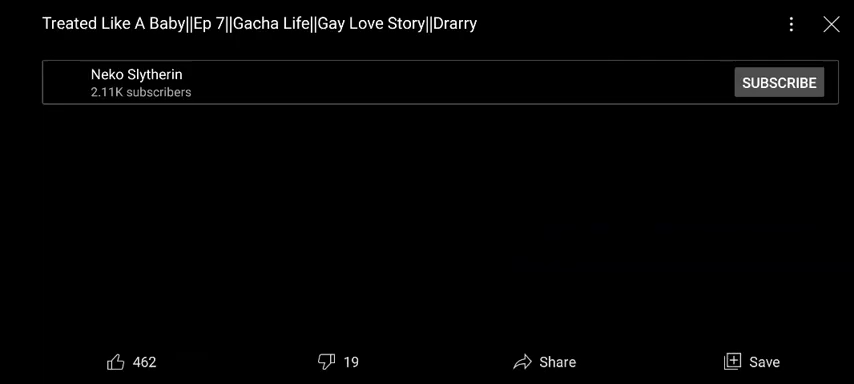 Treated Like A Baby||Ep 7||Gacha Life||Gay Love Story||Drarry
Neko Slytherin
2.11K subscribers
SUBSCRIBE
462
19
Share
Save